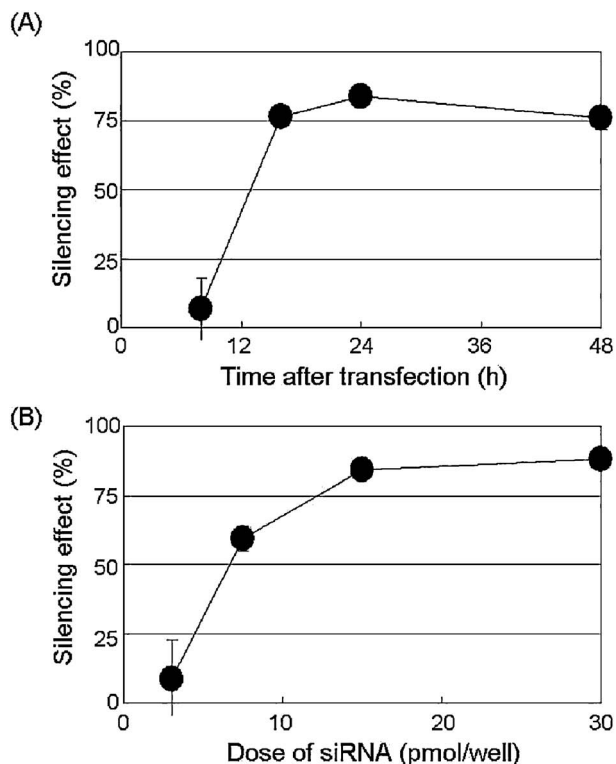 (A)
Silencing effect (%)
100
75
50
25
0
0 12 24 36 48
Time after transfection (h)
(B)
Silencing effect (%)
100
75
50
25
0
0 10 20 30
Dose of siRNA (pmol/well)